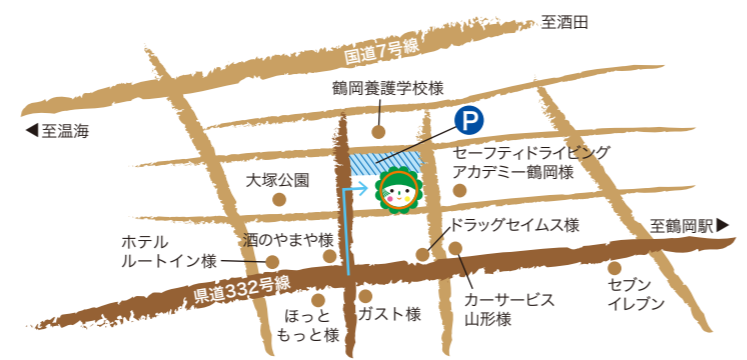 至酒田
国道7号線
鶴岡養護学校様
P
◀至温海
セーフティドライビング
アカデミー鶴岡様
大塚公園
ドラッグセイムス様
至鶴岡駅▶
ホテル
ルートイン様
酒のやまや様
県道332号線
ほっと
もっと様
ガスト様
カーサービス
山形様
セブン
イレブン